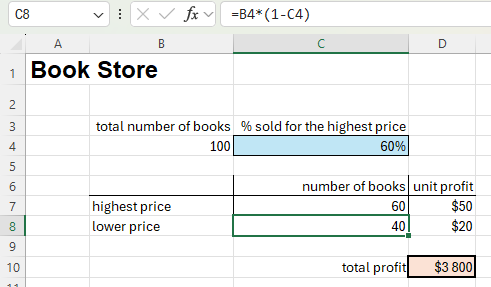 C8 fx =B4*(1-C4)
A B C D
1 Book Store
2
3 total number of books % sold for the highest price
4 100 60%
5
6 number of books unit profit
7 highest price 60 $50
8 lower price 40 $20
9
10 total profit $3 800